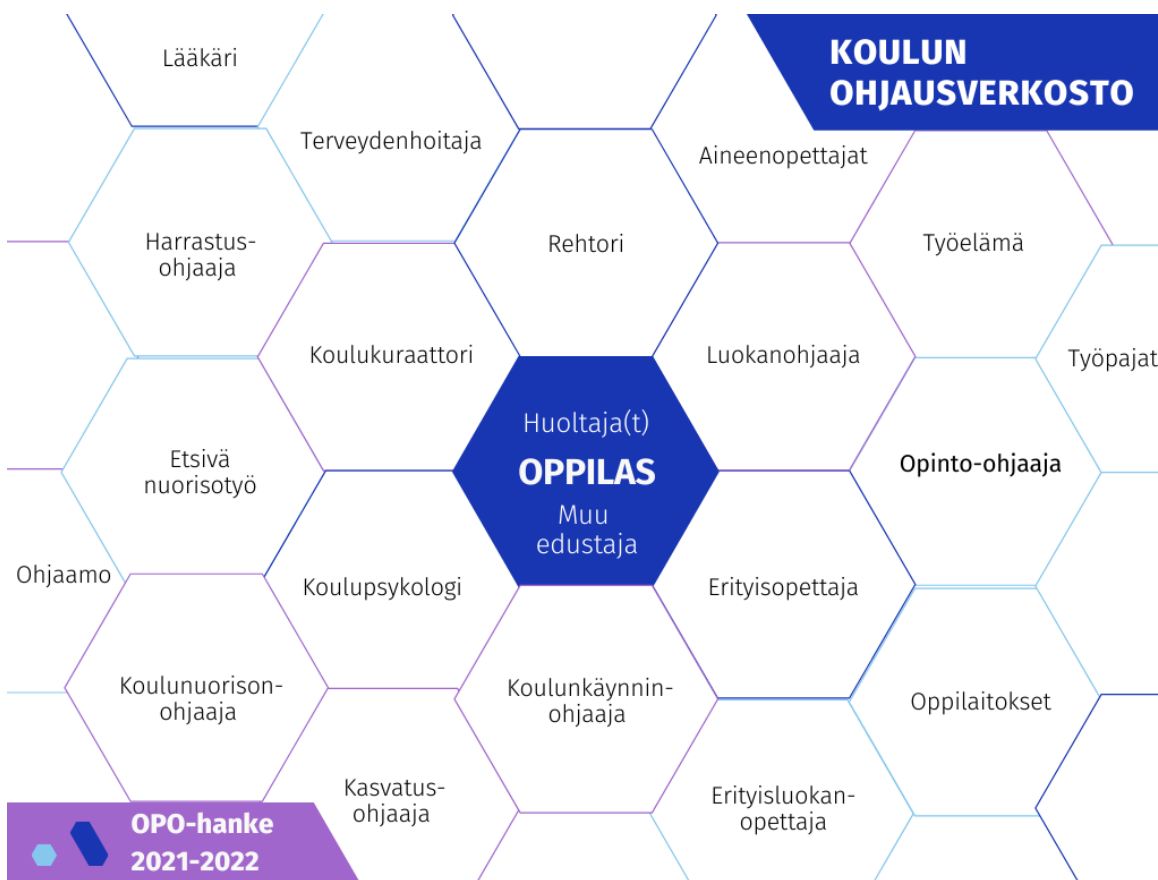 KOULUN
OHJAUSVERKOSTO
Lääkäri
Terveydenhoitaja
Aineenopettajat
Harrastus-
ohjaaja
Rehtori
Työelämä
Koulukuraattori
Luokanohjaaja
Työpajat
Huoltaja(t)
OPPILAS
Muu
edustaja
Etsivä
nuorisotyö
Opinto-ohjaaja
Ohjaamo
Koulupsykologi
Erityisopettaja
Koulunuorison-
ohjaaja
Koulunkäynnin-
ohjaaja
Oppilaitokset
Kasvatus-
ohjaaja
Erityisluokan-
opettaja
OPO-hanke
2021-2022